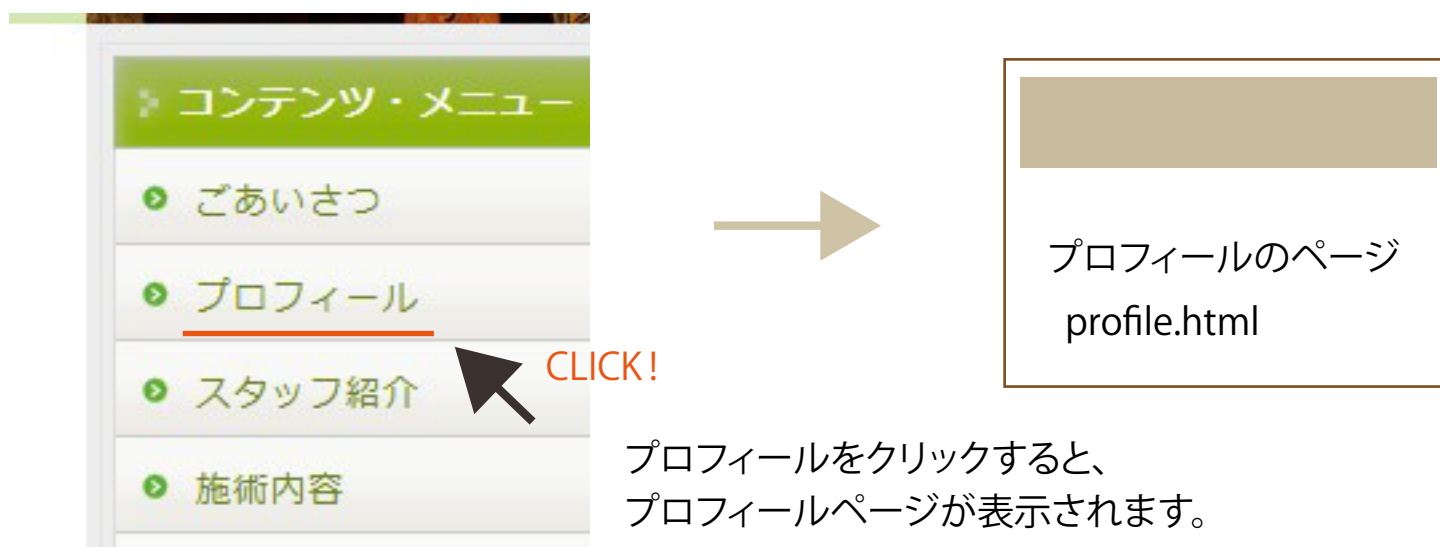 コンテンツ・メニュー
ごあいさつ
プロフィール
スタッフ紹介
施術内容
CLICK!
プロフィールのページ
profile.html
プロフィールをクリックすると、
プロフィールページが表示されます。